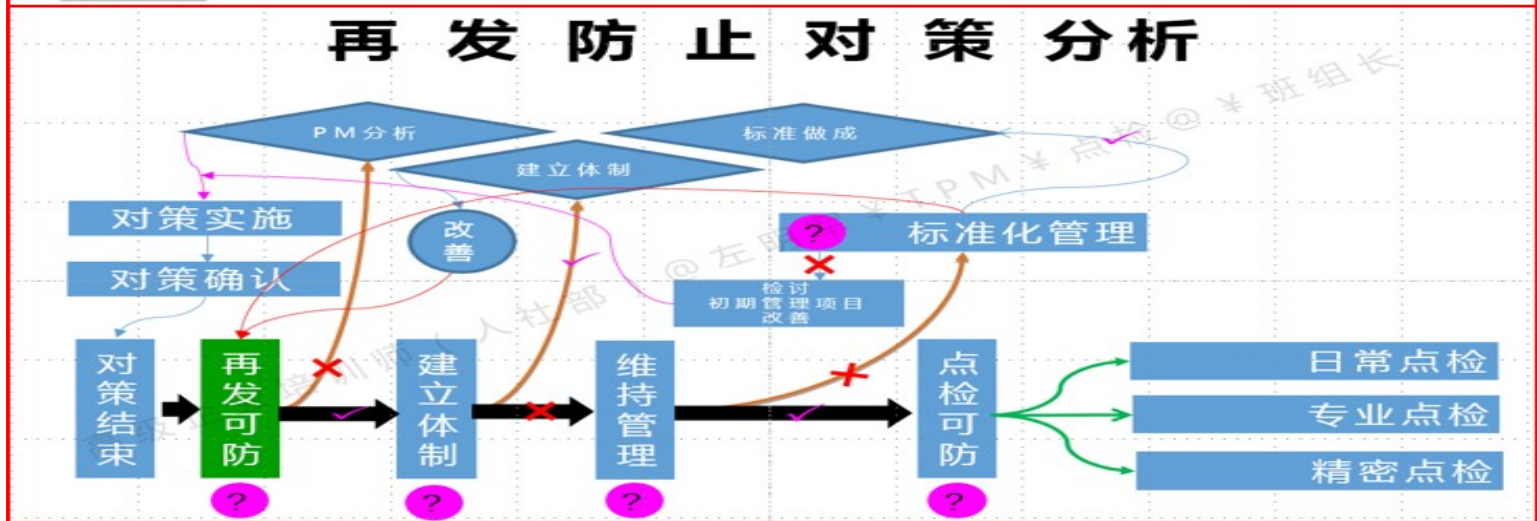 再发防止对策分析
PM分析
标准做成
建立体制
对策实施
改善
?
标准化管理
对策确认
检讨
初期管理项目
改善
对策结束
再发可防
建立体制
维持管理
点检可防
日常点检
专业点检
精密点检
?
?
?
?